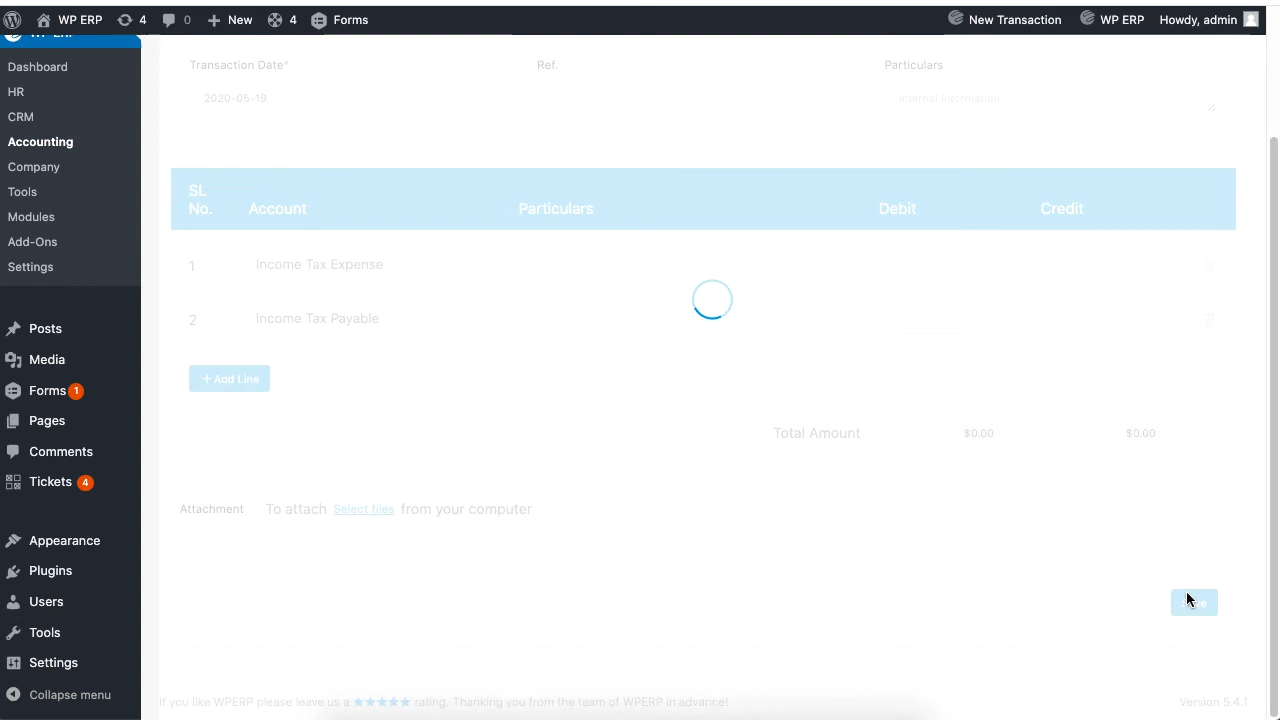 WP ERP 4 0 + New 4 Forms New Transaction WP ERP Howdy, admin
WP ERP
Dashboard
HR
CRM
Accounting
Company
Tools
Modules
Add-Ons
Settings
Posts
Media
Forms 1
Pages
Comments
Tickets 4
Appearance
Plugins
Users
Tools
Settings
Collapse menu
Transaction Date* Ref. Particulars
2020-05-19 Internal Information
SL No. Account Particulars Debit Credit
1 Income Tax Expense
2 Income Tax Payable
+ Add Line
Total Amount $0.00 $0.00
Attachment To attach Select files from your computer
If you like WPERP please leave us a ★★★★★ rating. Thanking you from the team of WPERP in advance! Version 5.4.1